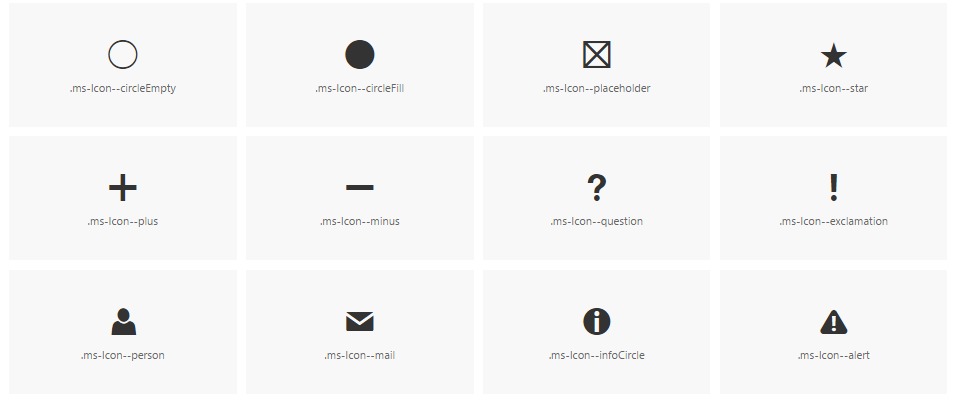 .ms-Icon--circleEmpty
.ms-Icon--circleFill
.ms-Icon--placeholder
.ms-Icon--star
.ms-Icon--plus
.ms-Icon--minus
.ms-Icon--question
.ms-Icon--exclamation
.ms-Icon--person
.ms-Icon--mail
.ms-Icon--infoCircle
.ms-Icon--alert